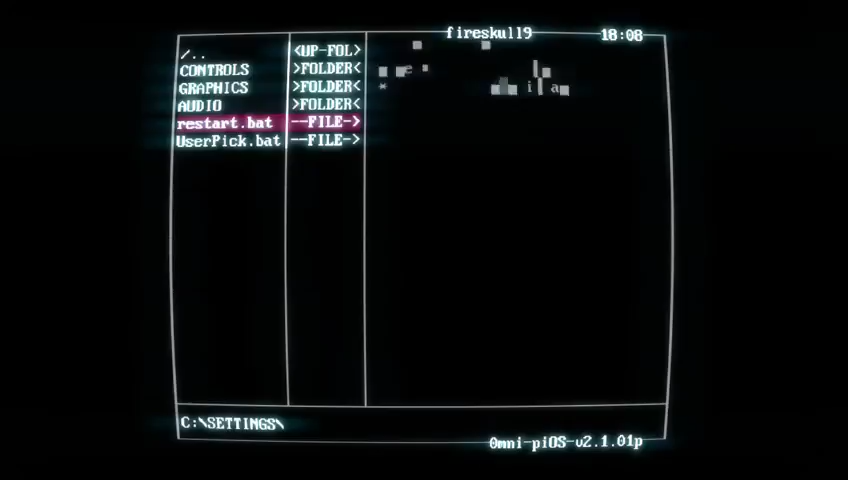 fireskull9 18:08
/.. <UP-FOL>
CONTROLS >FOLDER<
GRAPHICS >FOLDER<
AUDIO >FOLDER<
restart.bat --FILE->
UserPick.bat --FILE->
C:\SETTINGS\
Omni-piOS-v2.1.01p